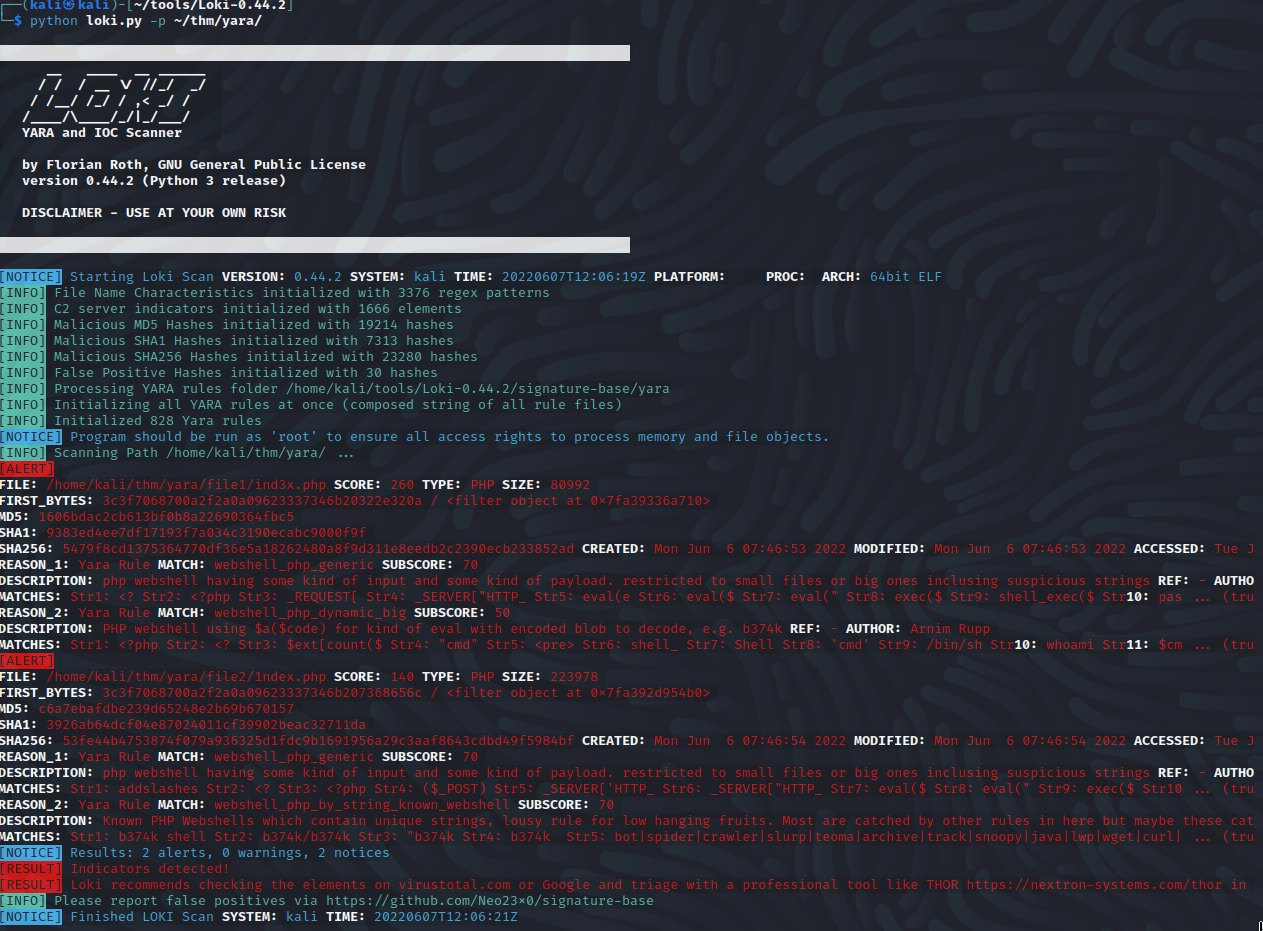 ┌──(kali㉿kali)-[~/tools/Loki-0.44.2]
└─$ python loki.py -p ~/thm/yara/
LOKI
YARA and IOC Scanner
by Florian Roth, GNU General Public License
version 0.44.2 (Python 3 release)
DISCLAIMER - USE AT YOUR OWN RISK
[NOTICE] Starting Loki Scan VERSION: 0.44.2 SYSTEM: kali TIME: 20220607T12:06:19Z PLATFORM:     PROC:  ARCH: 64bit ELF
[INFO] File Name Characteristics initialized with 3376 regex patterns
[INFO] C2 server indicators initialized with 1666 elements
[INFO] Malicious MD5 Hashes initialized with 19214 hashes
[INFO] Malicious SHA1 Hashes initialized with 7313 hashes
[INFO] Malicious SHA256 Hashes initialized with 23280 hashes
[INFO] False Positive Hashes initialized with 30 hashes
[INFO] Processing YARA rules folder /home/kali/tools/Loki-0.44.2/signature-base/yara
[INFO] Initializing all YARA rules at once (composed string of all rule files)
[INFO] Initialized 828 Yara rules
[NOTICE] Program should be run as 'root' to ensure all access rights to process memory and file objects.
[INFO] Scanning Path /home/kali/thm/yara/ ...
[ALERT]
FILE: /home/kali/thm/yara/file1/ind3x.php SCORE: 260 TYPE: PHP SIZE: 80992
FIRST_BYTES: 3c3f7068700a2f2a0a09623337346b20322e320a / <filter object at 0×7fa39336a710>
MD5: 1606bdac2cb613bf0b8a22690364fbc5
SHA1: 9383ed4ee7df17193f7a034c3190ecabc9000f9f
SHA256: 5479f8cd1375364770df36e5a18262480a8f9d311e8eedb2c2390ecb233852ad CREATED: Mon Jun  6 07:46:53 2022 MODIFIED: Mon Jun  6 07:46:53 2022 ACCESSED: Tue J
REASON_1: Yara Rule MATCH: webshell_php_generic SUBSCORE: 70
DESCRIPTION: php webshell having some kind of input and some kind of payload. restricted to small files or big ones inclusing suspicious strings REF: - AUTHO
MATCHES: Str1: <? Str2: <?php Str3: _REQUEST[ Str4: _SERVER["HTTP_ Str5: eval(e Str6: eval($ Str7: eval(" Str8: exec($ Str9: shell_exec($ Str10: pas ... (tru
REASON_2: Yara Rule MATCH: webshell_php_dynamic_big SUBSCORE: 50
DESCRIPTION: PHP webshell using $a($code) for kind of eval with encoded blob to decode, e.g. b374k REF: - AUTHOR: Arnim Rupp
MATCHES: Str1: <?php Str2: <? Str3: $ext[count($ Str4: "cmd" Str5: <pre> Str6: shell_ Str7: Shell Str8: 'cmd' Str9: /bin/sh Str10: whoami Str11: $cm ... (tru
[ALERT]
FILE: /home/kali/thm/yara/file2/1ndex.php SCORE: 140 TYPE: PHP SIZE: 223978
FIRST_BYTES: 3c3f7068700a2f2a0a09623337346b207368656c / <filter object at 0×7fa392d954b0>
MD5: c6a7ebafdbe239d65248e2b69b670157
SHA1: 3926ab64dcf04e87024011cf39902beac32711da
SHA256: 53fe44b4753874f079a936325d1fdc9b1691956a29c3aaf8643cdbd49f5984bf CREATED: Mon Jun  6 07:46:54 2022 MODIFIED: Mon Jun  6 07:46:54 2022 ACCESSED: Tue J
REASON_1: Yara Rule MATCH: webshell_php_generic SUBSCORE: 70
DESCRIPTION: php webshell having some kind of input and some kind of payload. restricted to small files or big ones inclusing suspicious strings REF: - AUTHO
MATCHES: Str1: addslashes Str2: <? Str3: <?php Str4: ($_POST) Str5: _SERVER['HTTP_ Str6: _SERVER["HTTP_ Str7: eval($ Str8: eval(" Str9: exec($ Str10 ... (tru
REASON_2: Yara Rule MATCH: webshell_php_by_string_known_webshell SUBSCORE: 70
DESCRIPTION: Known PHP Webshells which contain unique strings, lousy rule for low hanging fruits. Most are catched by other rules in here but maybe these cat
MATCHES: Str1: b374k shell Str2: b374k/b374k Str3: "b374k Str4: b374k  Str5: bot|spider|crawler|slurp|teoma|archive|track|snoopy|java|lwp|wget|curl| ... (tru
[NOTICE] Results: 2 alerts, 0 warnings, 2 notices
[RESULT] Indicators detected!
[RESULT] Loki recommends checking the elements on virustotal.com or Google and triage with a professional tool like THOR https://nextron-systems.com/thor in
[INFO] Please report false positives via https://github.com/Neo23×0/signature-base
[NOTICE] Finished LOKI Scan SYSTEM: kali TIME: 20220607T12:06:21Z